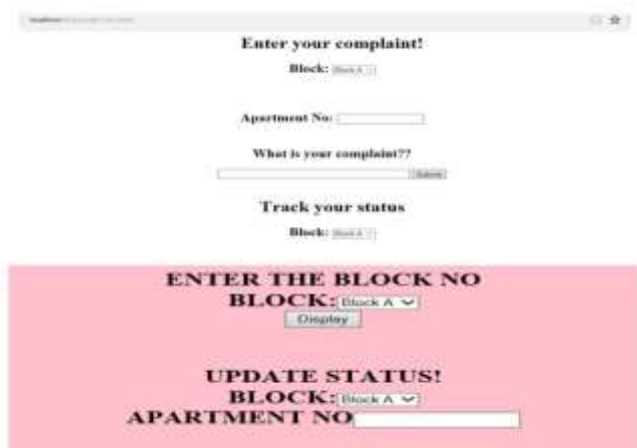 Enter your complaint!
Block: Block A
Apartment No:
What is your complaint??
Submit
Track your status
Block: Block A
ENTER THE BLOCK NO
BLOCK: Block A
Display
UPDATE STATUS!
BLOCK: Block A
APARTMENT NO